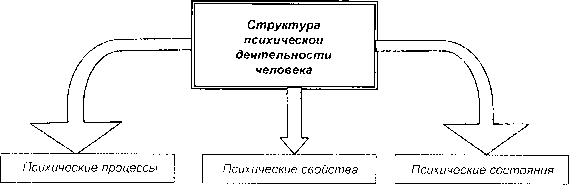 Структура
психической
деятельности
человека
Психические процессы
Психические свойства
Психические состояния